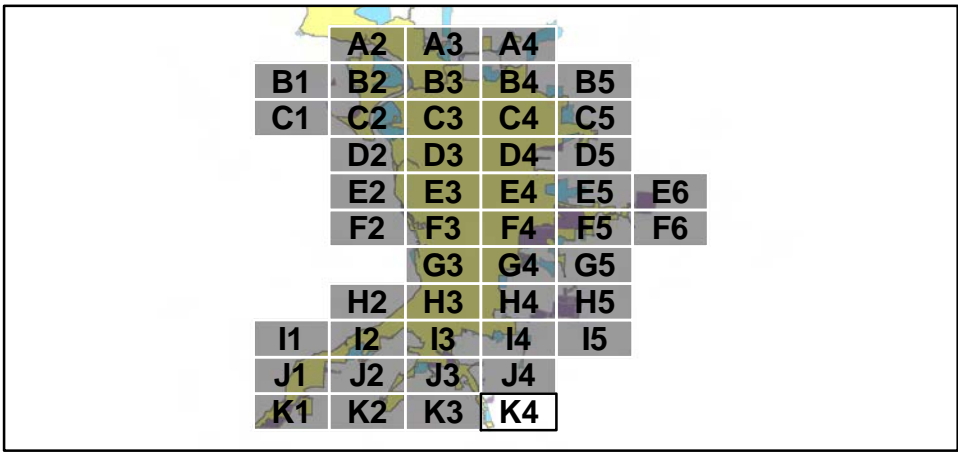 A2 A3 A4
B1 B2 B3 B4 B5
C1 C2 C3 C4 C5
D2 D3 D4 D5
E2 E3 E4 E5 E6
F2 F3 F4 F5 F6
G3 G4 G5
H2 H3 H4 H5
I1 I2 I3 I4 I5
J1 J2 J3 J4
K1 K2 K3 K4